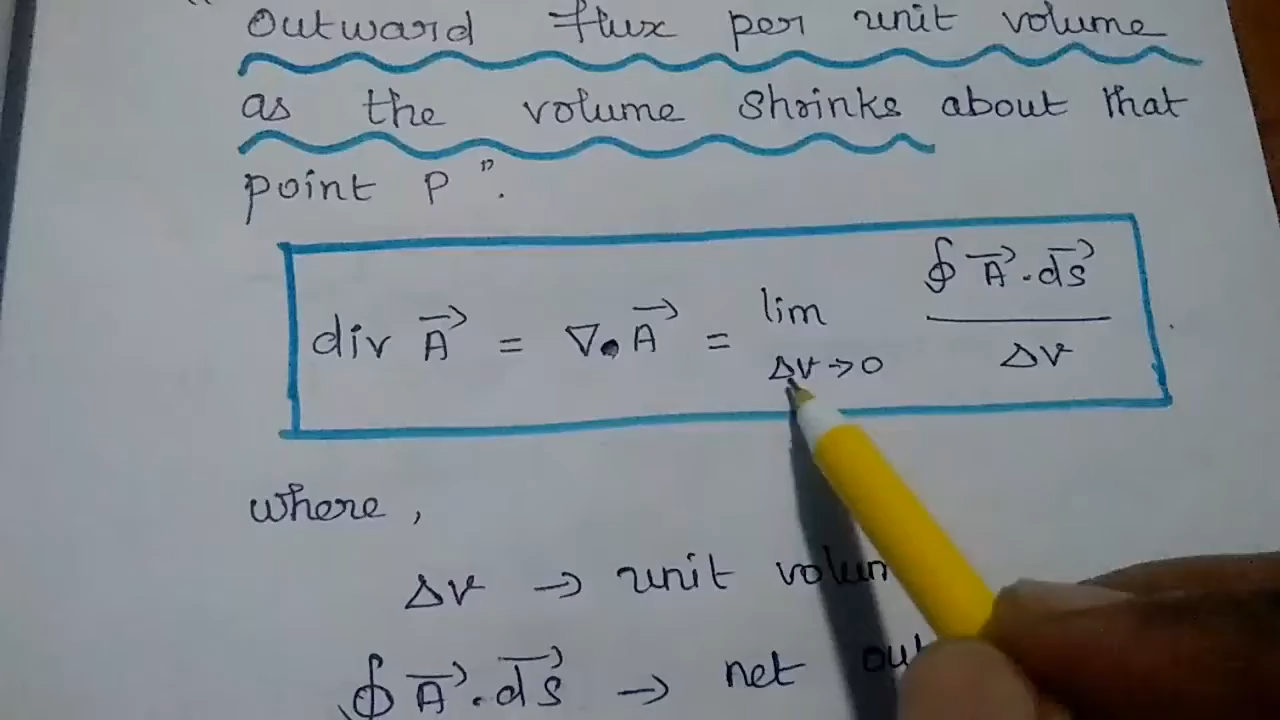 Outward flux per unit volume
as the volume shrinks about that
point P ".
div A⃗ = ∇.A⃗ = lim Δv→0 ∮ A⃗.ds⃗ / Δv
where,
Δv → unit
∮ A⃗.ds⃗ → net